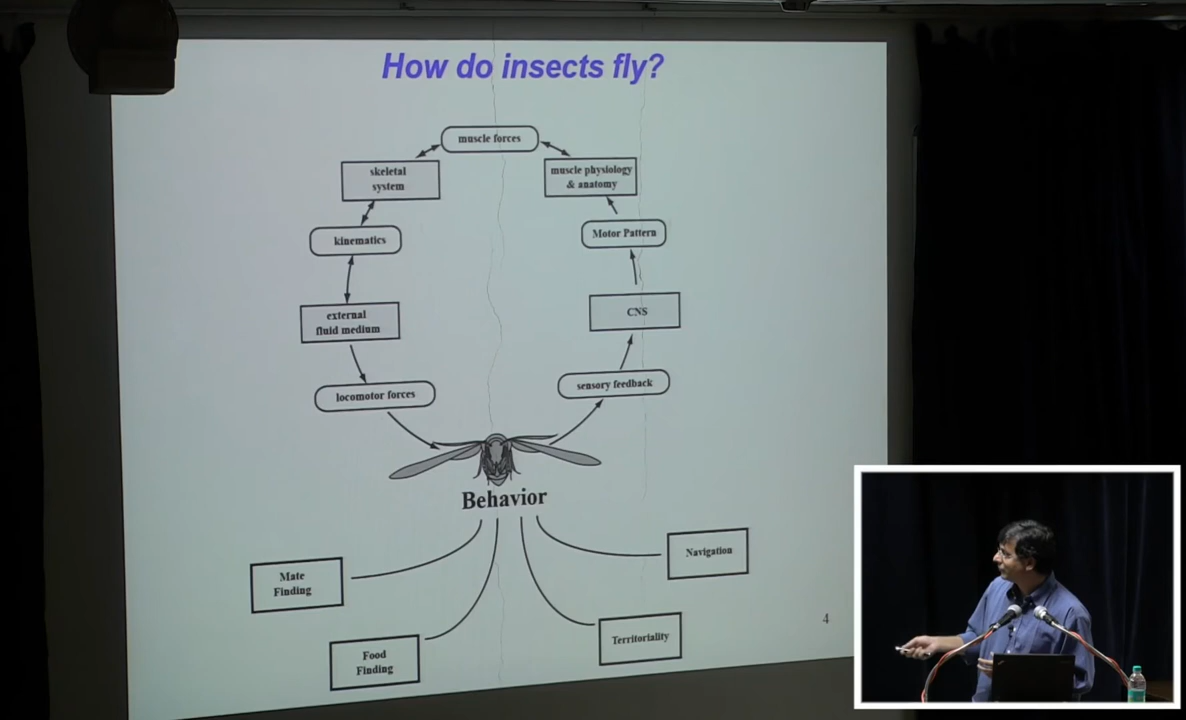 How do insects fly?
muscle forces
skeletal
system
muscle physiology
& anatomy
kinematics
Motor Pattern
external
fluid medium
CNS
locomotor forces
sensory feedback
Behavior
Mate
Finding
Navigation
Food
Finding
Territoriality
4